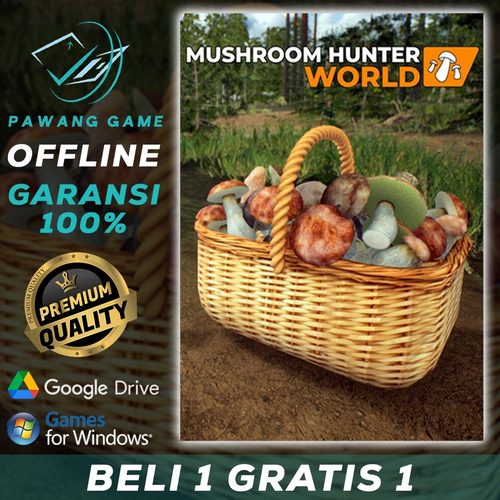 PAWANG GAME
OFFLINE
GARANSI
100%
PREMIUM
QUALITY
Google Drive
Games
for Windows
MUSHROOM HUNTER
WORLD
BELI 1 GRATIS 1